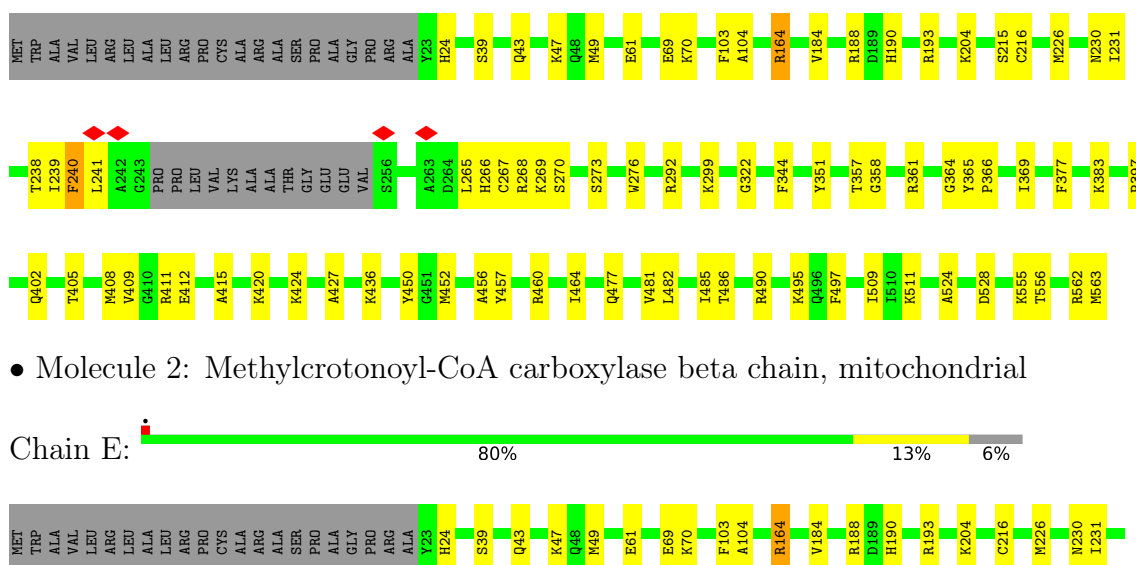 MET TRP ALA VAL LEU ARG LEU ALA LEU ARG PRO CYS ALA ARG ALA SER PRO ALA GLY PRO ARG ALA Y23 H24 S39 Q43 K47 Q48 M49 E61 E69 K70 F103 A104 R164 V184 R188 D189 H190 R193 K204 S215 C216 M226 N230 I231
T238 I239 F240 L241 A242 G243 PRO PRO LEU VAL LYS ALA ALA THR GLY GLU GLU VAL S256 A263 D264 L265 H266 C267 R268 K269 S270 S273 W276 R292 K299 G322 F344 Y351 T357 G358 R361 G364 Y365 P366 I369 F377 K383
Q402 T405 M408 V409 G410 R411 E412 A415 K420 K424 A427 K436 Y450 G451 M452 A456 Y457 R460 I464 Q477 V481 L482 I485 T486 R490 K495 Q496 F497 I509 I510 K511 A524 D528 K555 T556 R562 M563
• Molecule 2: Methylcrotonoyl-CoA carboxylase beta chain, mitochondrial
Chain E: 80% 13% 6%
MET TRP ALA VAL LEU ARG LEU ALA LEU ARG PRO CYS ALA ARG ALA SER PRO ALA GLY PRO ARG ALA Y23 H24 S39 Q43 K47 Q48 M49 E61 E69 K70 F103 A104 R164 V184 R188 D189 H190 R193 K204 C216 M226 N230 I231